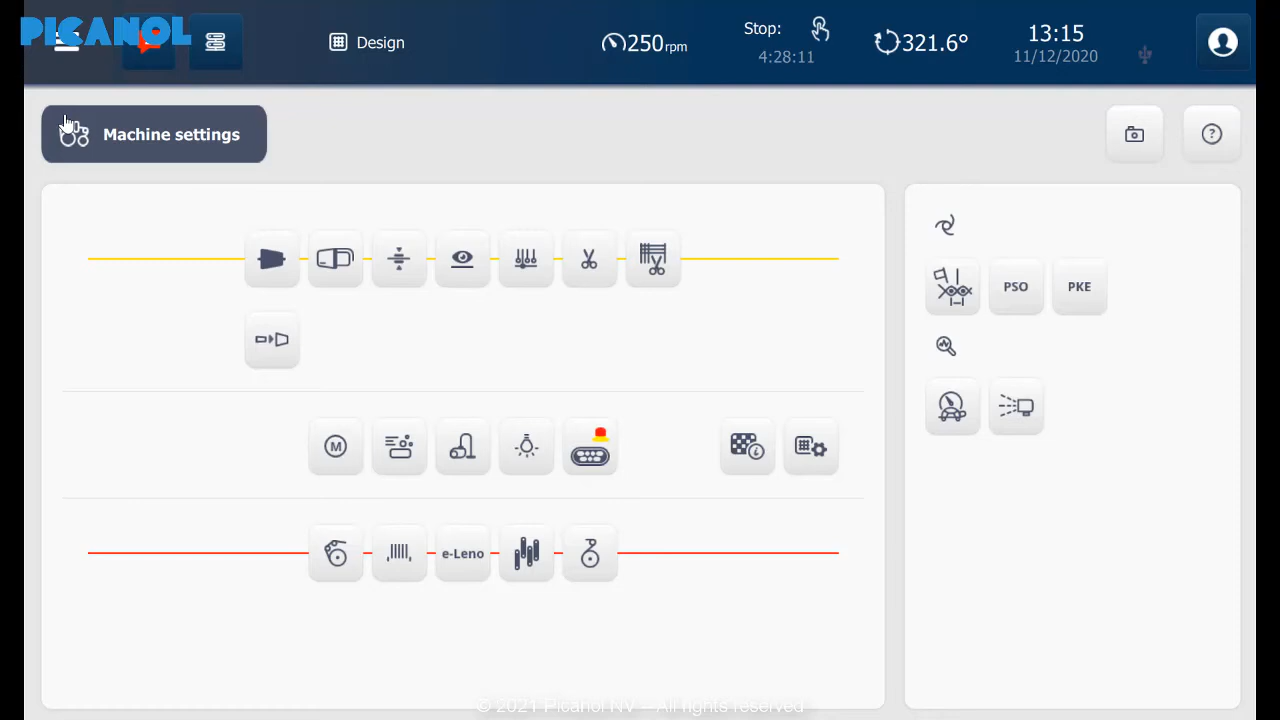 PICANOL
Design
250rpm
Stop:
4:28:11
321.6°
13:15
11/12/2020
Machine settings
?
PSO
PKE
M
e-Leno
© 2021 Picanol NV - All rights reserved